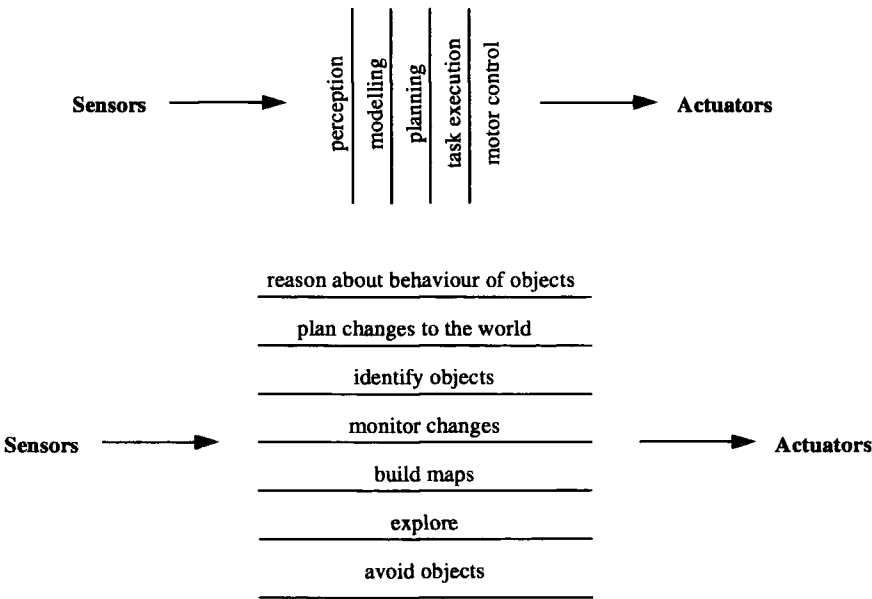 Sensors
perception
modelling
planning
task execution
motor control
Actuators
reason about behaviour of objects
plan changes to the world
identify objects
monitor changes
Sensors
Actuators
build maps
explore
avoid objects